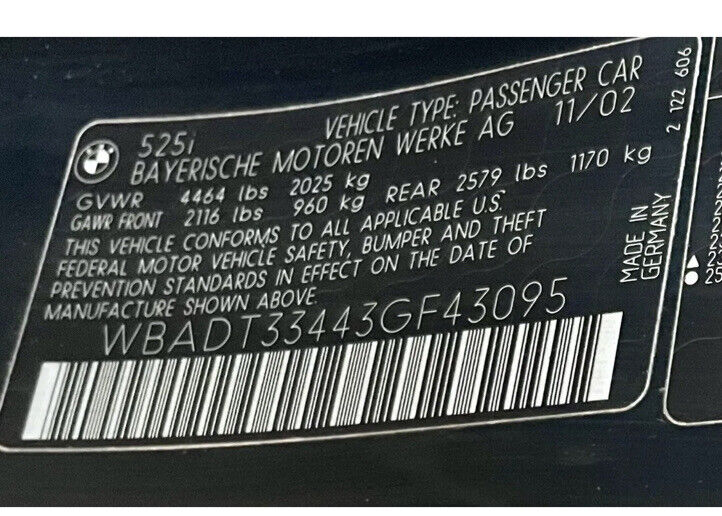 525i VEHICLE TYPE: PASSENGER CAR
BAYERISCHE MOTOREN WERKE AG 11/02
GVWR 4464 lbs 2025 kg
GAWR FRONT 2116 lbs 960 kg REAR 2579 lbs 1170 kg
THIS VEHICLE CONFORMS TO ALL APPLICABLE U.S.
FEDERAL MOTOR VEHICLE SAFETY, BUMPER AND THEFT
PREVENTION STANDARDS IN EFFECT ON THE DATE OF
MANUFACTURE SHOWN ABOVE
WBADT33443GF43095
MADE IN
GERMANY
2 122 606